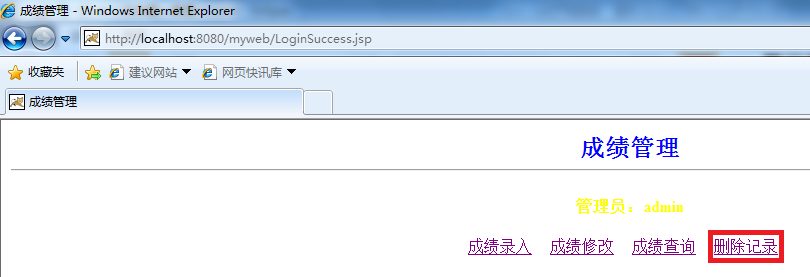 成绩管理 - Windows Internet Explorer
http://localhost:8080/myweb/LoginSuccess.jsp
收藏夹 建议网站 网页快讯库
成绩管理
成绩管理
管理员：admin
成绩录入 成绩修改 成绩查询 删除记录